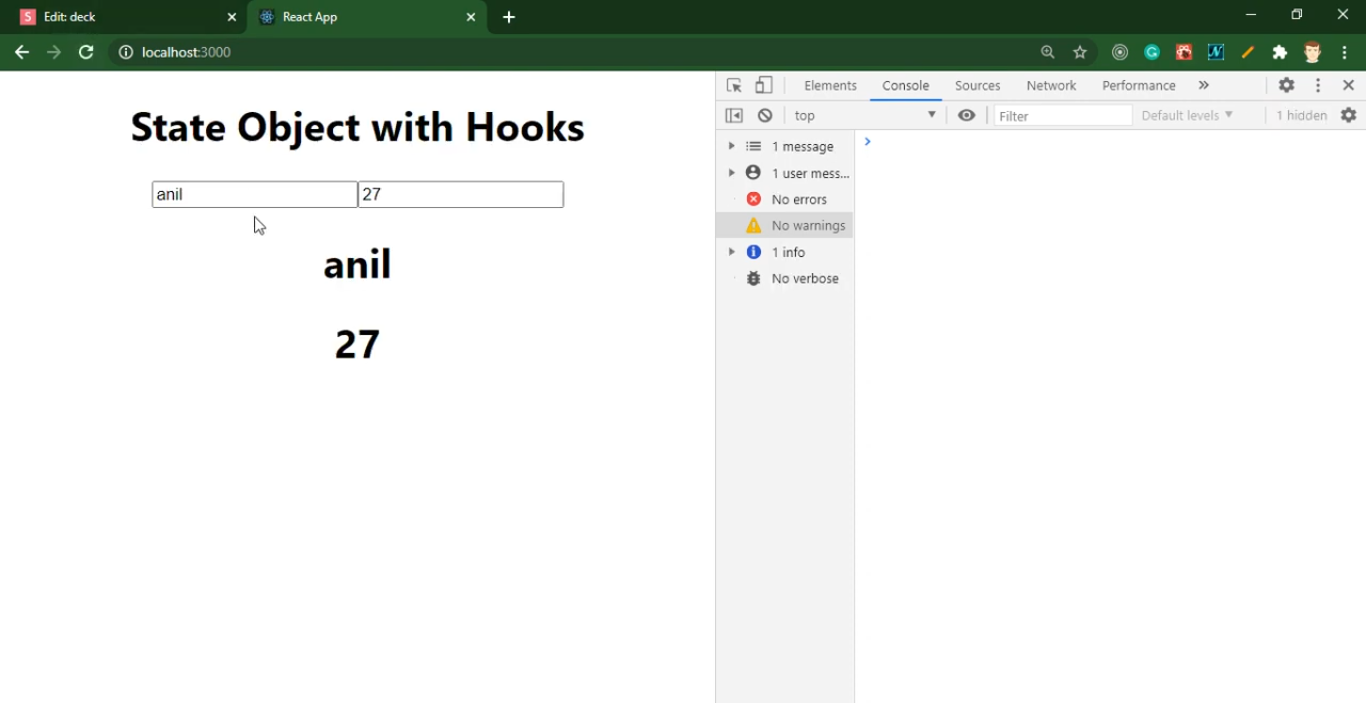 Edit: deck
React App
localhost:3000
Elements Console Sources Network Performance
top Filter Default levels 1 hidden
State Object with Hooks
anil 27
anil
27
1 message
1 user mess...
No errors
No warnings
1 info
No verbose